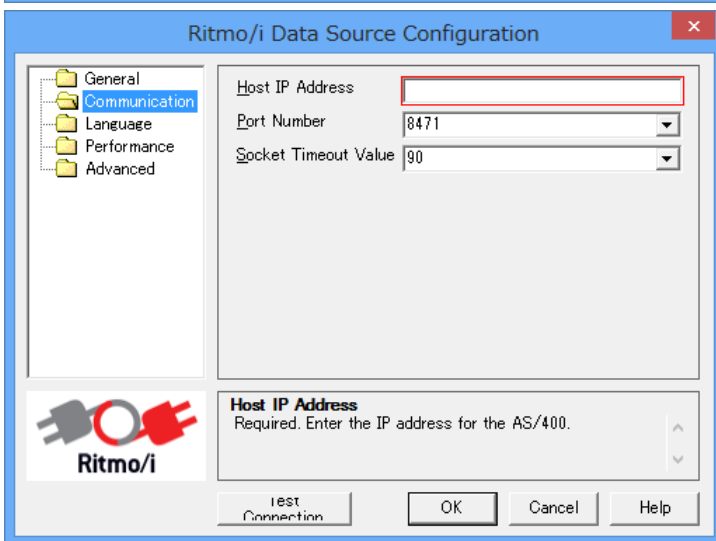 Ritmo/i Data Source Configuration
General
Communication
Language
Performance
Advanced
Host IP Address
Port Number
8471
Socket Timeout Value
90
Host IP Address
Required. Enter the IP address for the AS/400.
Ritmo/i
Test
Connection
OK
Cancel
Help